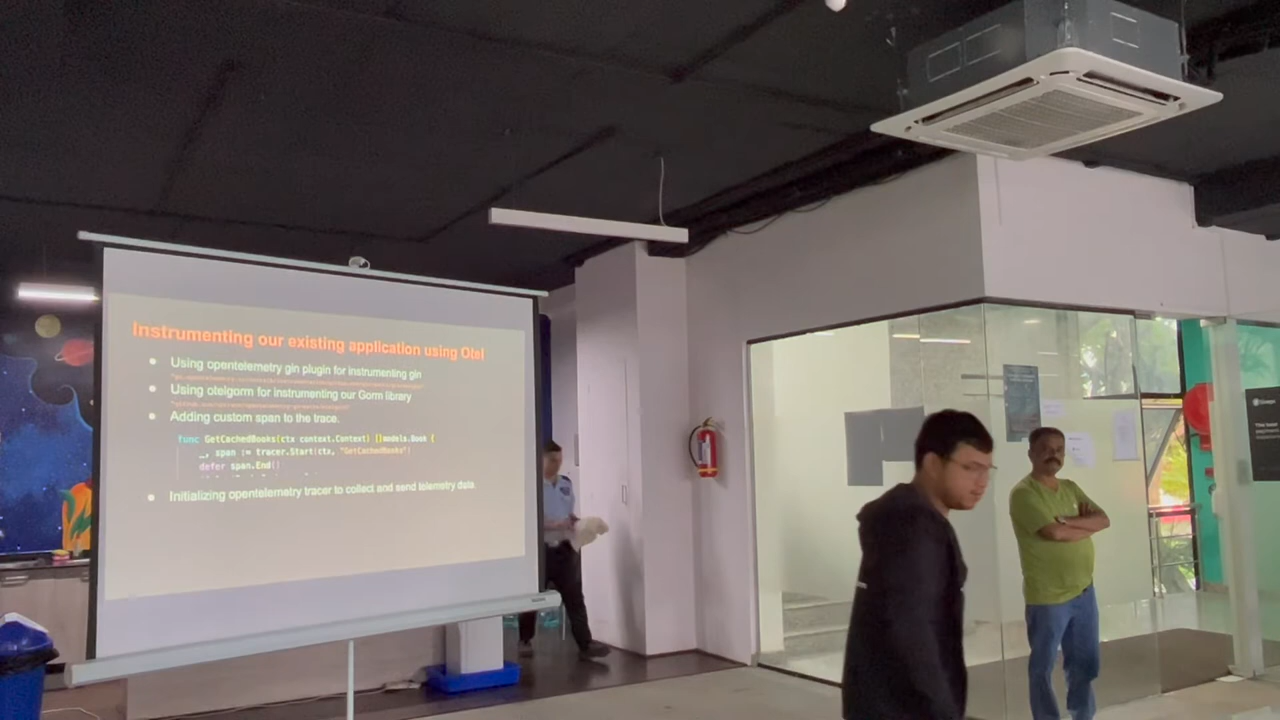 Instrumenting our existing application using Otel
Using opentelemetry gin plugin for instrumenting gin
Using otelgorm for instrumenting our Gorm library
Adding custom span to the trace.
func GetCachedBooks(ctx context.Context) []models.Book {
_, span := tracer.Start(ctx, "GetCachedBooks")
defer span.End()
Initializing opentelemetry tracer to collect and send telemetry data